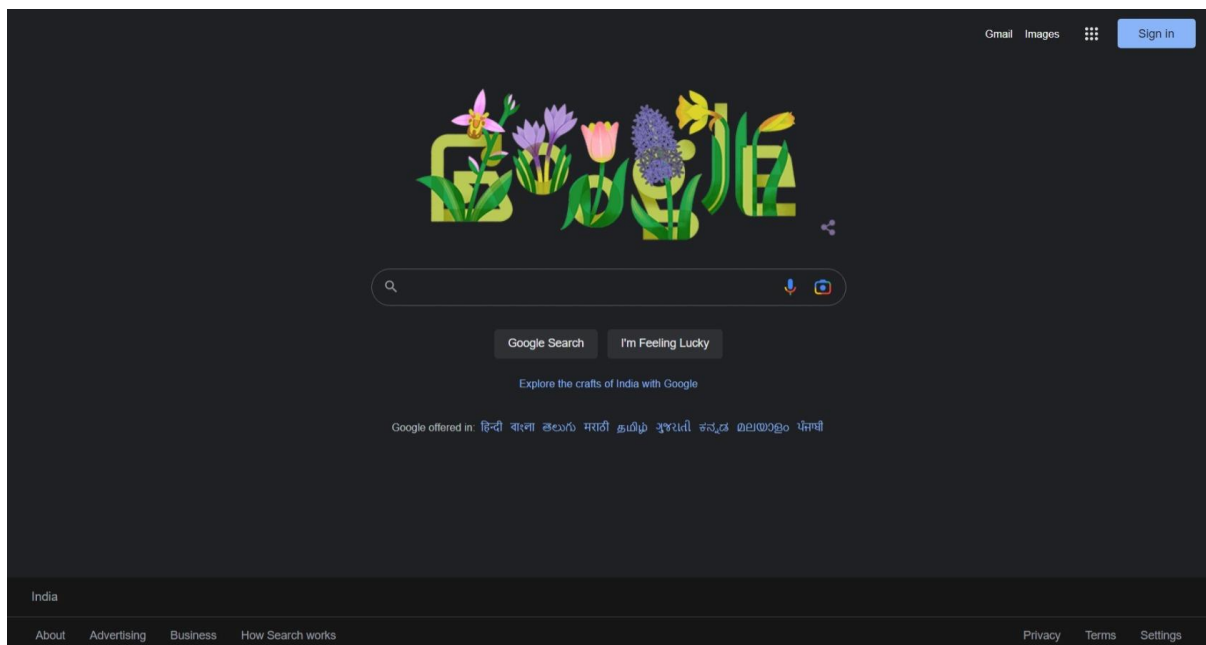 Gmail Images Sign in
Google
Google Search I'm Feeling Lucky
Explore the crafts of India with Google
Google offered in: हिन्दी বাংলা తెలుగు मराठी தமிழ் ગુજરાતી ಕನ್ನಡ മലയാളം ਪੰਜਾਬੀ
India
About Advertising Business How Search works Privacy Terms Settings